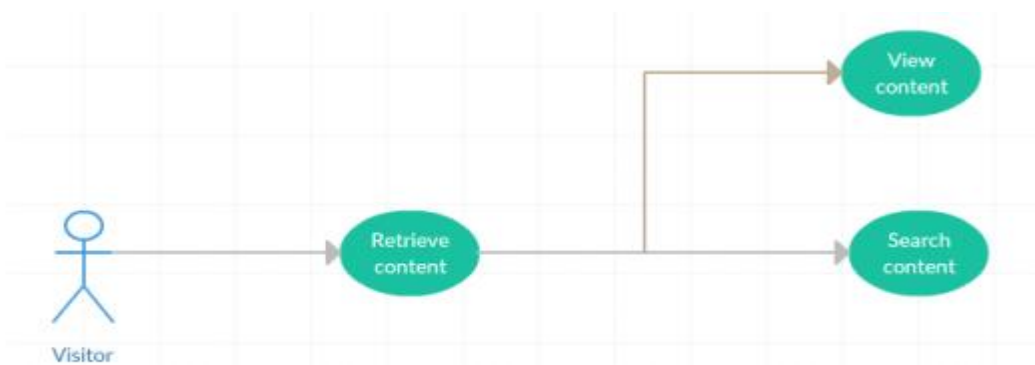 View
content
Retrieve
content
Search
content
Visitor